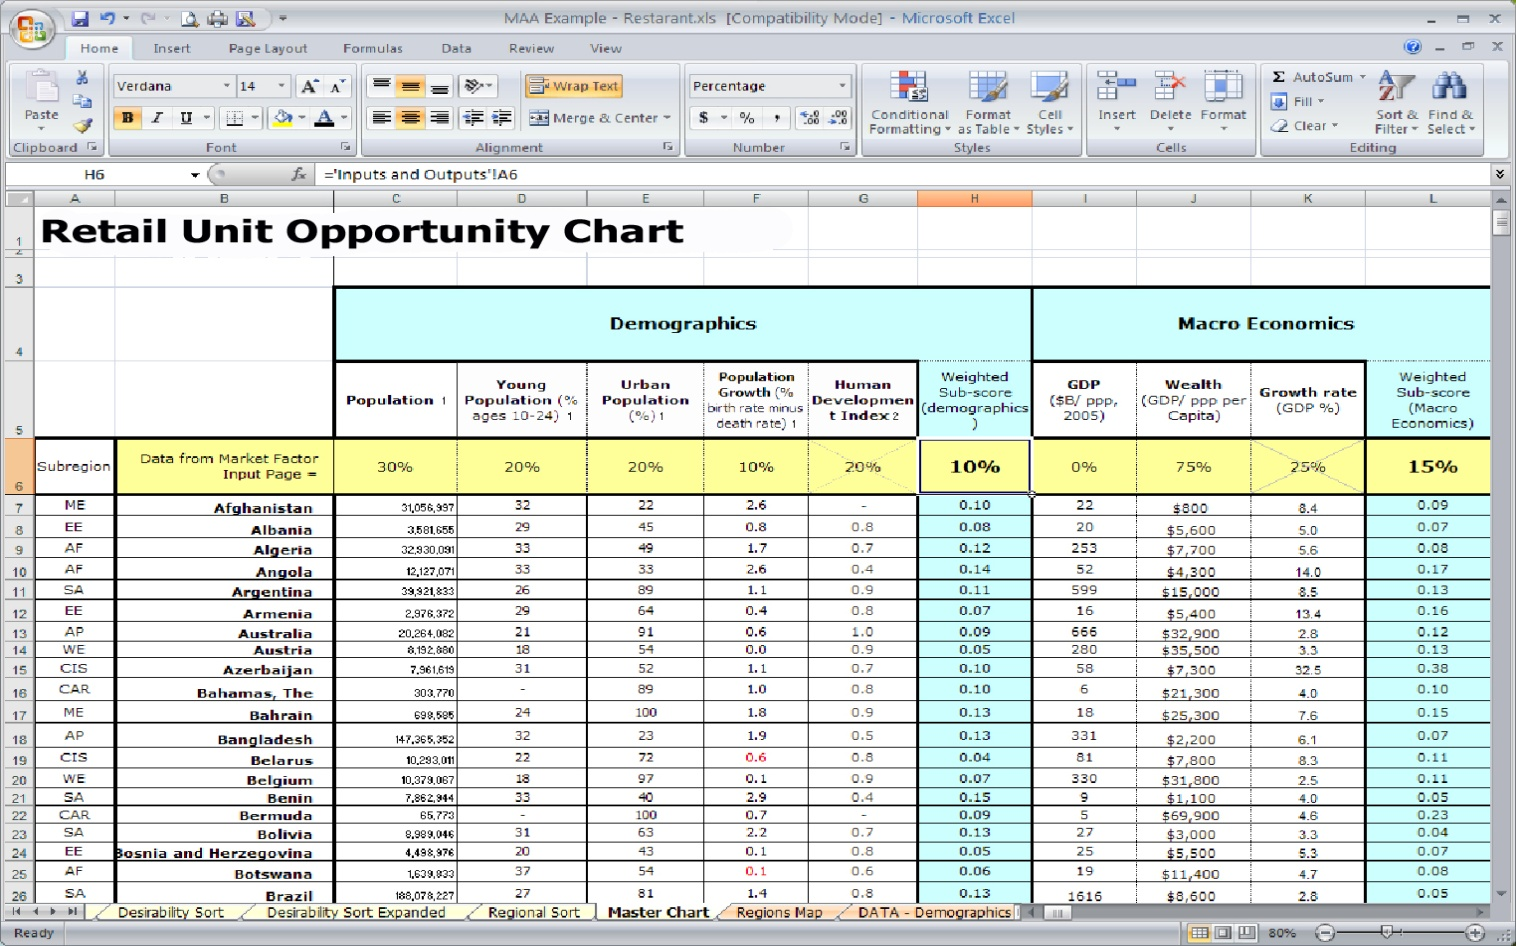 MAA Example - Restarant.xls [Compatibility Mode] - Microsoft Excel
Home Insert Page Layout Formulas Data Review View
Verdana 14 Wrap Text Percentage Σ AutoSum
Paste B I U Merge & Center $ % , Conditional Formatting Format as Table Cell Styles Insert Delete Format Fill Clear Sort & Filter Find & Select
Clipboard Font Alignment Number Styles Cells Editing
H6 fx ='Inputs and Outputs'!A6
A B C D E F G H I J K L
1 Retail Unit Opportunity Chart
2
3
4 Demographics Macro Economics
5 Population 1 Young Population (% ages 10-24) 1 Urban Population (%) 1 Population Growth (% birth rate minus death rate) 1 Human Development Index 2 Weighted Sub-score (demographics) GDP ($B/ ppp, 2005) Wealth (GDP/ ppp per Capita) Growth rate (GDP %) Weighted Sub-score (Macro Economics)
6 Subregion Data from Market Factor Input Page = 30% 20% 20% 10% 20% 10% 0% 75% 25% 15%
7 ME Afghanistan 31,056,997 32 22 2.6 - 0.10 22 $800 8.4 0.09
8 EE Albania 3,581,655 29 45 0.8 0.8 0.08 20 $5,600 5.0 0.07
9 AF Algeria 32,930,091 33 49 1.7 0.7 0.12 253 $7,700 5.6 0.08
10 AF Angola 12,127,071 33 33 2.6 0.4 0.14 52 $4,300 14.0 0.17
11 SA Argentina 39,921,833 26 89 1.1 0.9 0.11 599 $15,000 8.5 0.13
12 EE Armenia 2,976,372 29 64 0.4 0.8 0.07 16 $5,400 13.4 0.16
13 AP Australia 20,264,082 21 91 0.6 1.0 0.09 666 $32,900 2.8 0.12
14 WE Austria 8,192,880 18 54 0.0 0.9 0.05 280 $35,500 3.3 0.13
15 CIS Azerbaijan 7,961,619 31 52 1.1 0.7 0.10 58 $7,300 32.5 0.38
16 CAR Bahamas, The 303,770 - 89 1.0 0.8 0.10 6 $21,300 4.0 0.10
17 ME Bahrain 698,585 24 100 1.8 0.9 0.13 18 $25,300 7.6 0.15
18 AP Bangladesh 147,365,352 32 23 1.9 0.5 0.13 331 $2,200 6.1 0.07
19 CIS Belarus 10,293,011 22 72 0.6 0.8 0.04 81 $7,800 8.3 0.11
20 WE Belgium 10,379,067 18 97 0.1 0.9 0.07 330 $31,800 2.5 0.11
21 SA Benin 7,862,944 33 40 2.9 0.4 0.15 9 $1,100 4.0 0.05
22 CAR Bermuda 65,773 - 100 0.7 - 0.09 5 $69,900 4.6 0.23
23 SA Bolivia 8,989,046 31 63 2.2 0.7 0.13 27 $3,000 3.3 0.04
24 EE Bosnia and Herzegovina 4,498,976 20 43 0.1 0.8 0.05 25 $5,500 5.3 0.07
25 AF Botswana 1,639,833 37 54 0.1 0.6 0.06 19 $11,400 4.7 0.08
26 SA Brazil 188,078,227 27 81 1.4 0.8 0.13 1616 $8,600 2.8 0.05
Desirability Sort Desirability Sort Expanded Regional Sort Master Chart Regions Map DATA - Demographics
Ready 80%